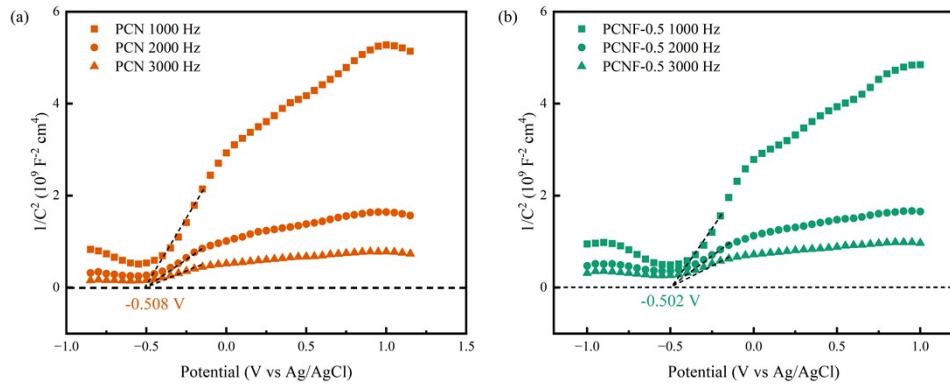 (a)
PCN 1000 Hz
PCN 2000 Hz
PCN 3000 Hz
1/C² (10⁹ F⁻² cm⁴)
6
4
2
0
-0.508 V
−1.0 −0.5 0.0 0.5 1.0 1.5
Potential (V vs Ag/AgCl)
(b)
PCNF-0.5 1000 Hz
PCNF-0.5 2000 Hz
PCNF-0.5 3000 Hz
1/C² (10⁹ F⁻² cm⁴)
6
4
2
0
-0.502 V
−1.0 −0.5 0.0 0.5 1.0
Potential (V vs Ag/AgCl)